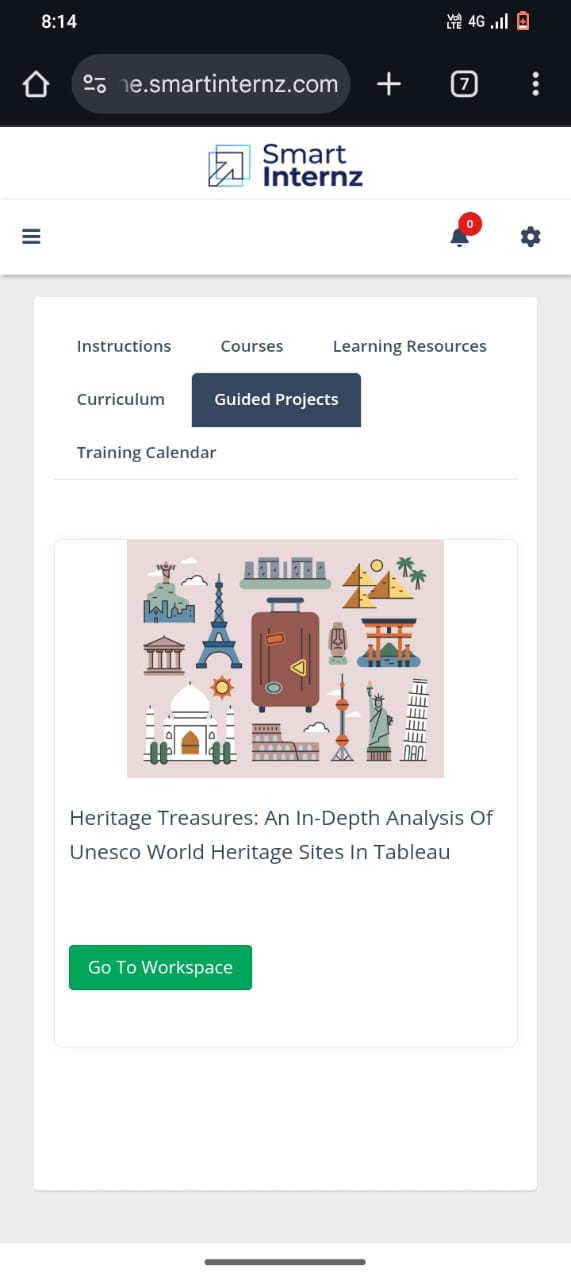 8:14
Vo) LTE 4G
ne.smartinternz.com
7
Smart
Internz
0
Instructions Courses Learning Resources
Curriculum Guided Projects
Training Calendar
Heritage Treasures: An In-Depth Analysis Of
Unesco World Heritage Sites In Tableau
Go To Workspace